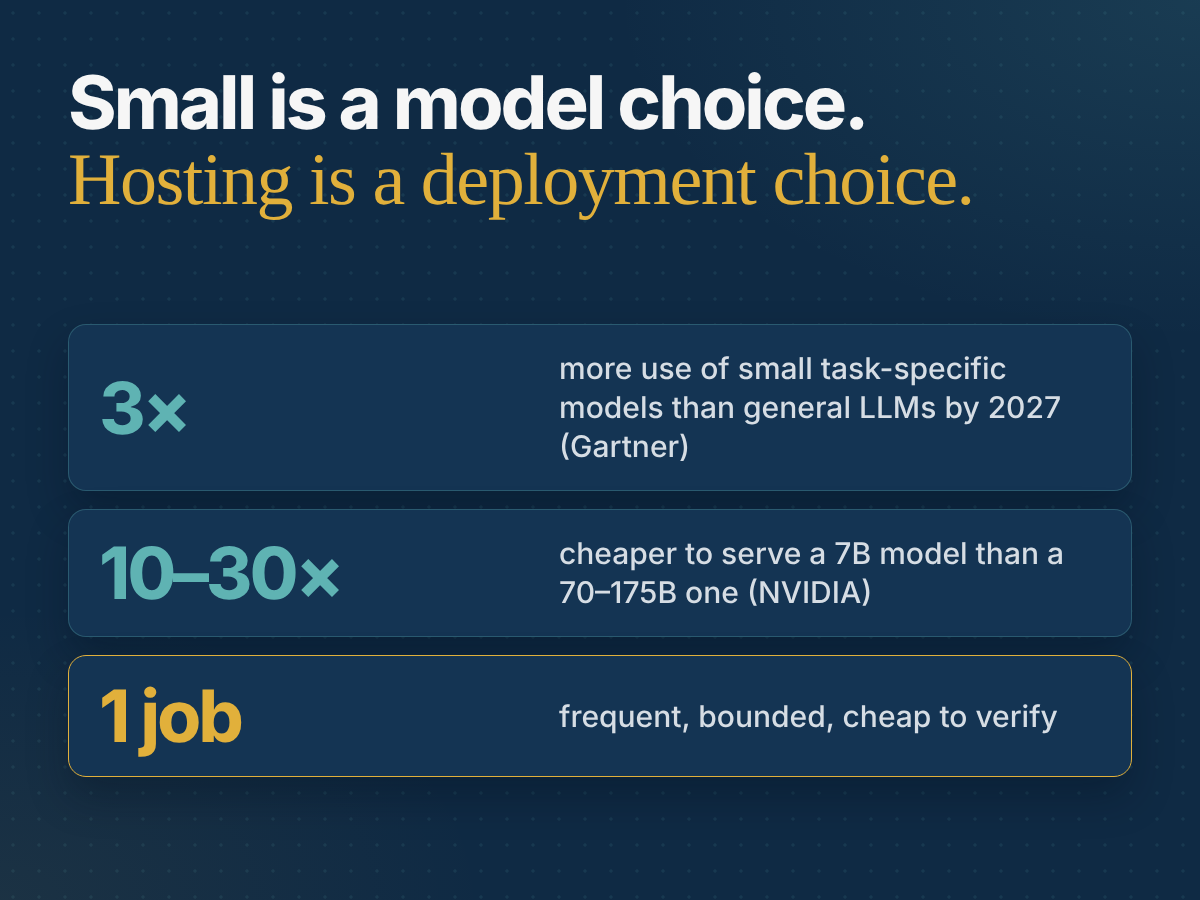 Small is a model choice.
Hosting is a deployment choice.
3×
more use of small task-specific
models than general LLMs by 2027
(Gartner)
10–30×
cheaper to serve a 7B model than a
70–175B one (NVIDIA)
1 job
frequent, bounded, cheap to verify